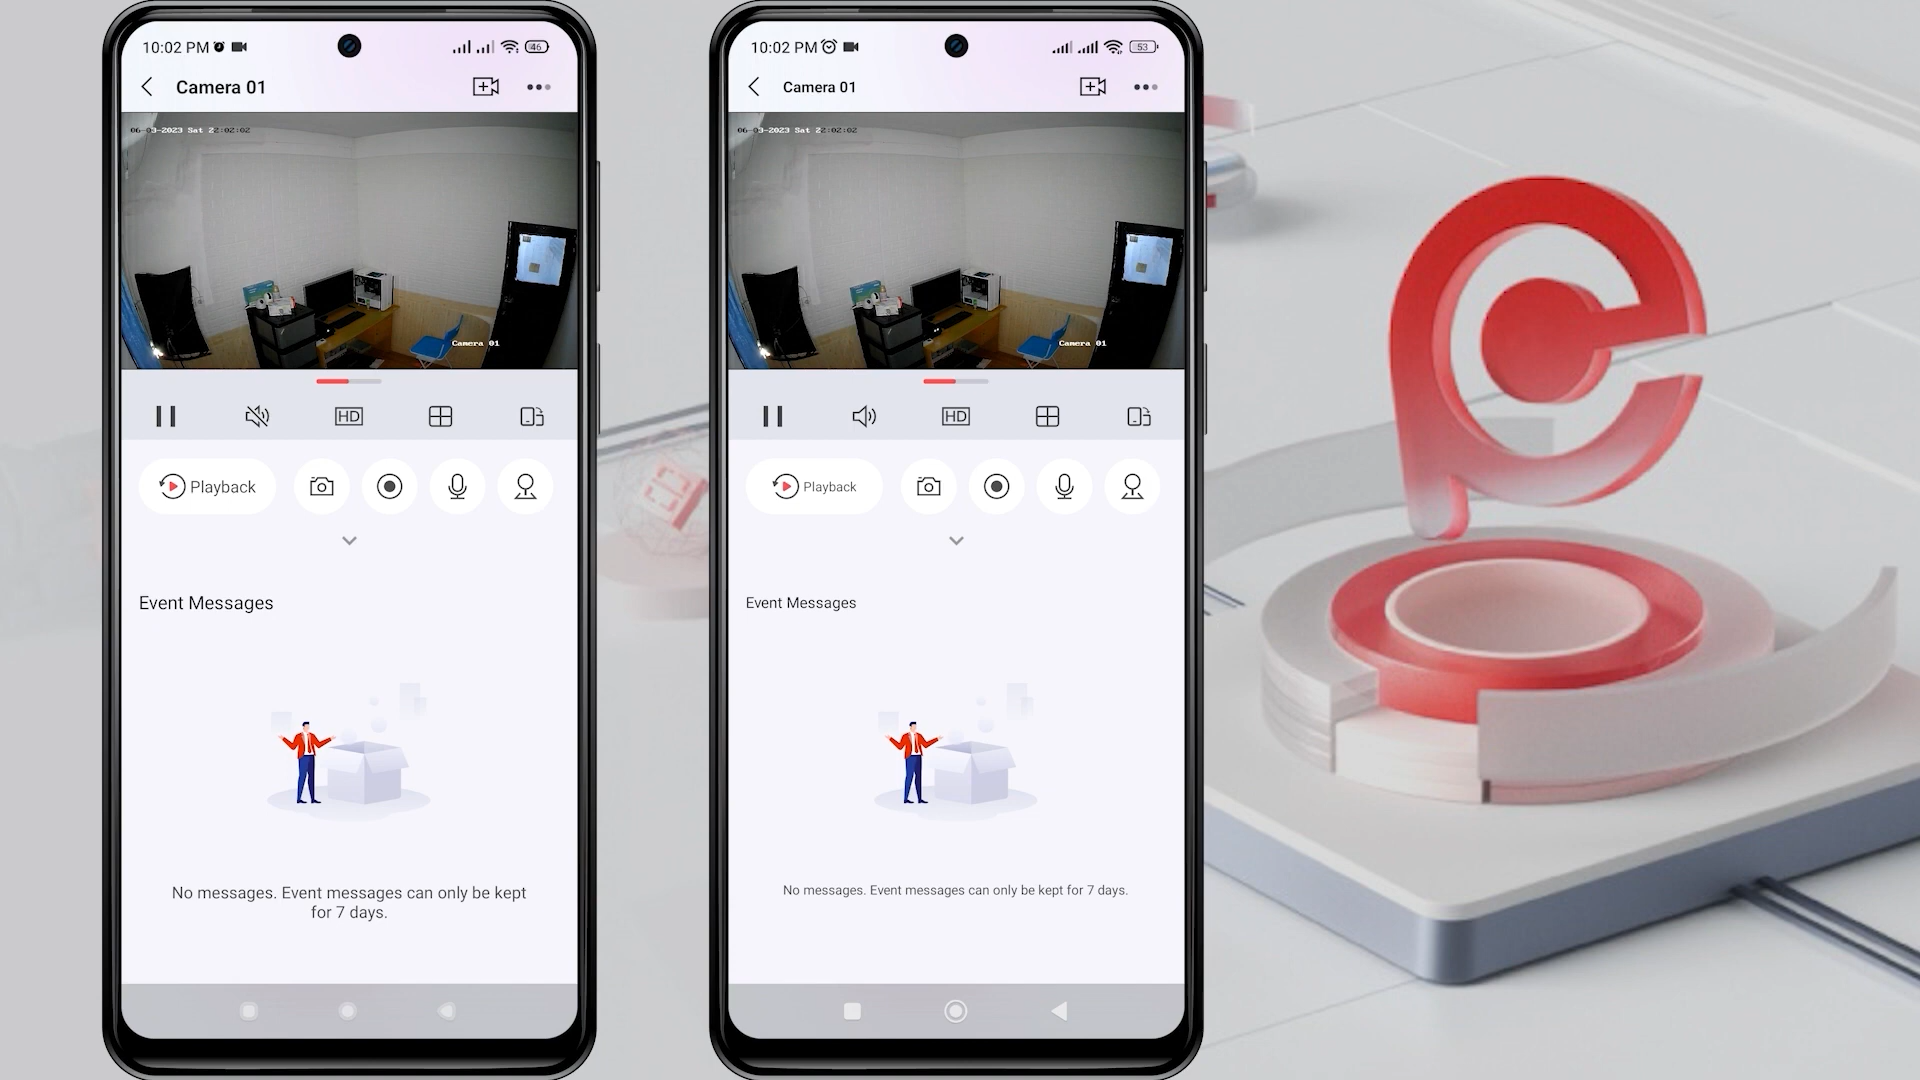 10:02 PM
46
Camera 01
06-03-2023 Sat 22:02:02
Camera 01
HD
Playback
Event Messages
No messages. Event messages can only be kept
for 7 days.
10:02 PM
53
Camera 01
06-03-2023 Sat 22:02:02
Camera 01
HD
Playback
Event Messages
No messages. Event messages can only be kept for 7 days.